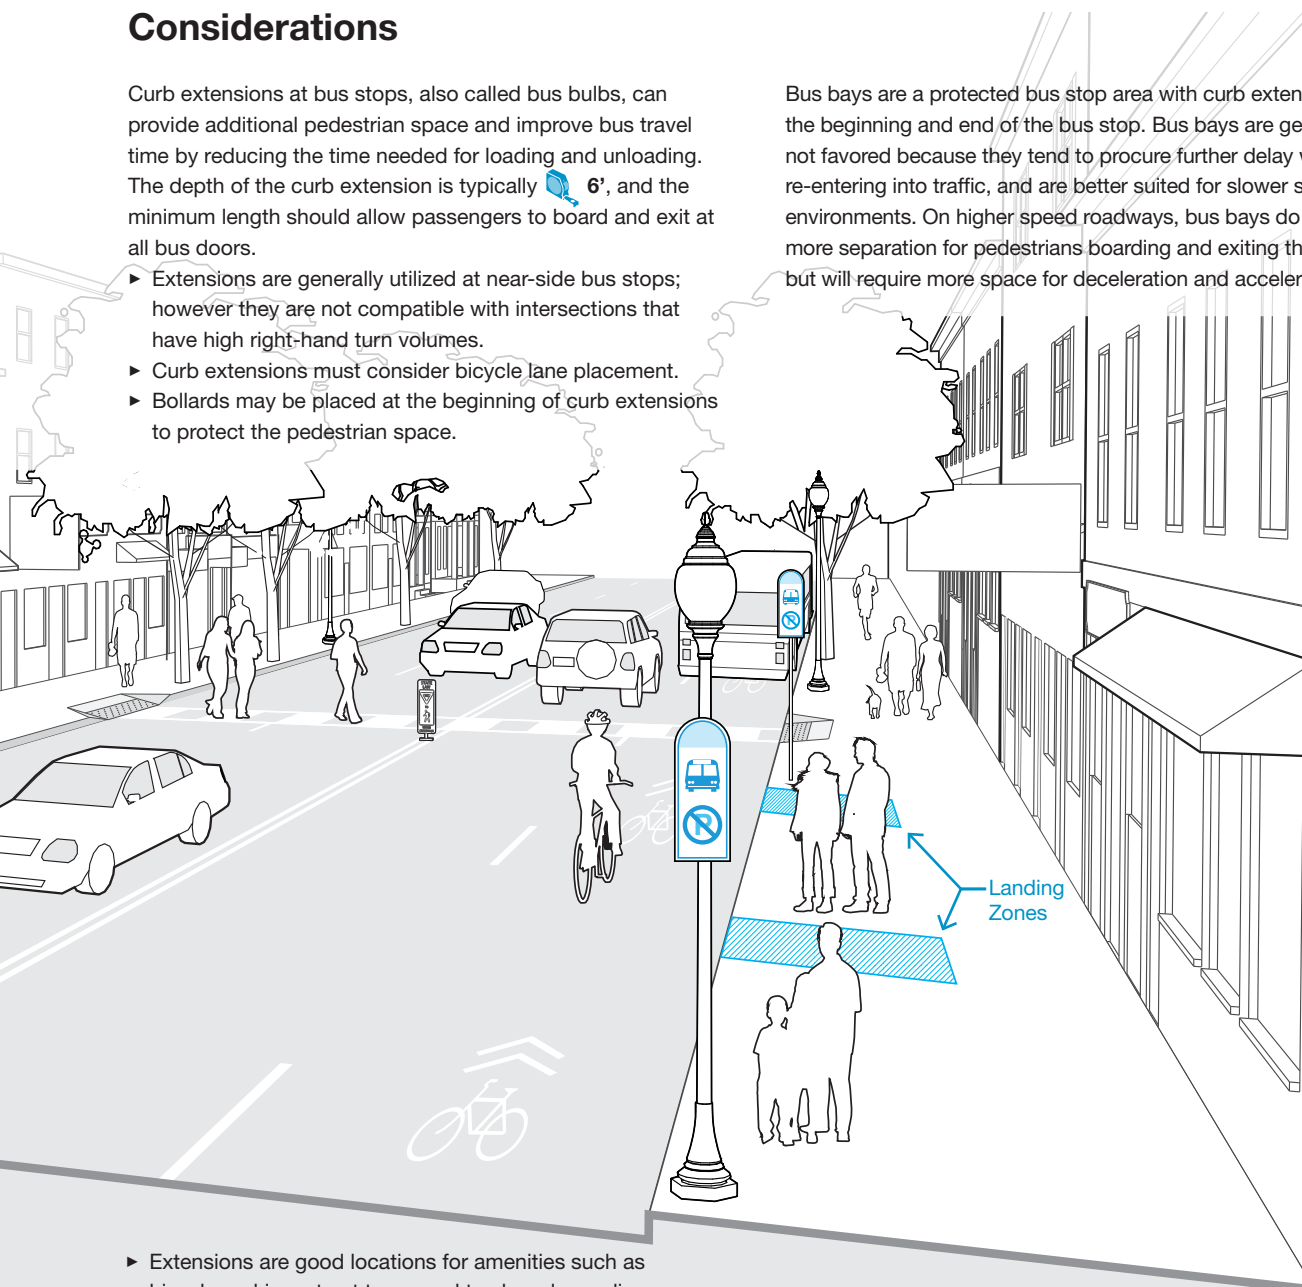 Considerations
Curb extensions at bus stops, also called bus bulbs, can
provide additional pedestrian space and improve bus travel
time by reducing the time needed for loading and unloading.
The depth of the curb extension is typically 6’, and the
minimum length should allow passengers to board and exit at
all bus doors.
► Extensions are generally utilized at near-side bus stops;
however they are not compatible with intersections that
have high right-hand turn volumes.
► Curb extensions must consider bicycle lane placement.
► Bollards may be placed at the beginning of curb extensions
to protect the pedestrian space.
Bus bays are a protected bus stop area with curb exten
the beginning and end of the bus stop. Bus bays are ge
not favored because they tend to procure further delay
re-entering into traffic, and are better suited for slower s
environments. On higher speed roadways, bus bays do
more separation for pedestrians boarding and exiting th
but will require more space for deceleration and acceler
P
P
Landing
Zones
► Extensions are good locations for amenities such as